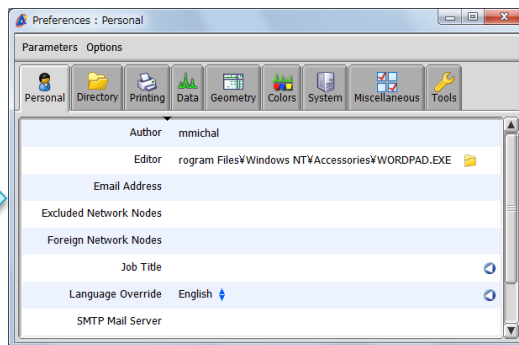 Preferences : Personal
Parameters Options
Personal Directory Printing Data Geometry Colors System Miscellaneous Tools
Author mmichal
Editor rogram Files¥Windows NT¥Accessories¥WORDPAD.EXE
Email Address
Excluded Network Nodes
Foreign Network Nodes
Job Title
Language Override English
SMTP Mail Server